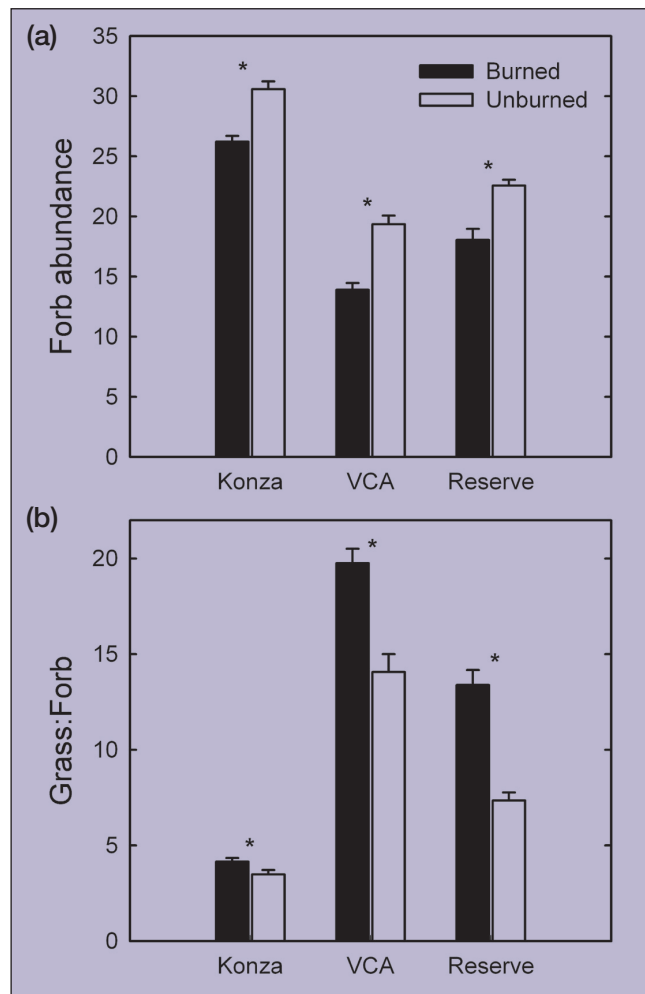 (a)
35
30
25
20
15
10
5
0
Forb abundance
Burned
Unburned
*
*
*
Konza VCA Reserve
(b)
20
15
10
5
0
Grass:Forb
*
*
*
Konza VCA Reserve